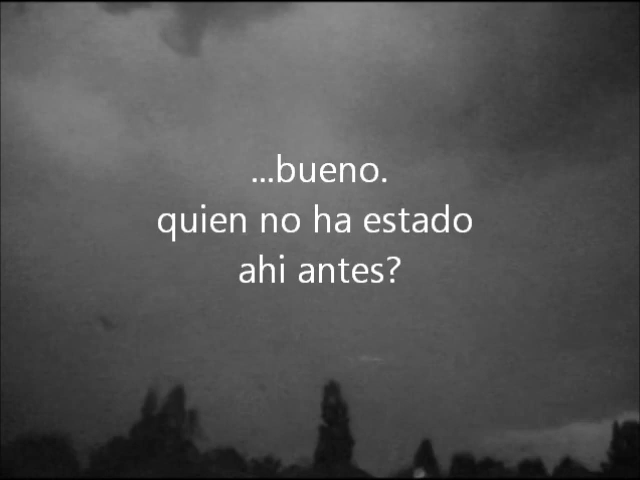 ...bueno.
quien no ha estado
ahi antes?